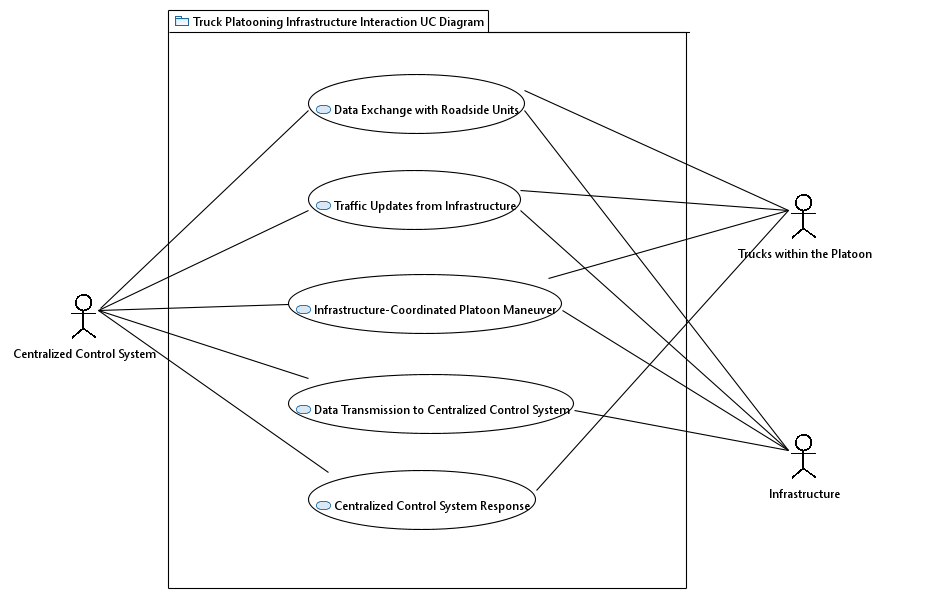 Truck Platooning Infrastructure Interaction UC Diagram
Data Exchange with Roadside Units
Traffic Updates from Infrastructure
Trucks within the Platoon
Infrastructure-Coordinated Platoon Maneuver
Centralized Control System
Data Transmission to Centralized Control System
Infrastructure
Centralized Control System Response